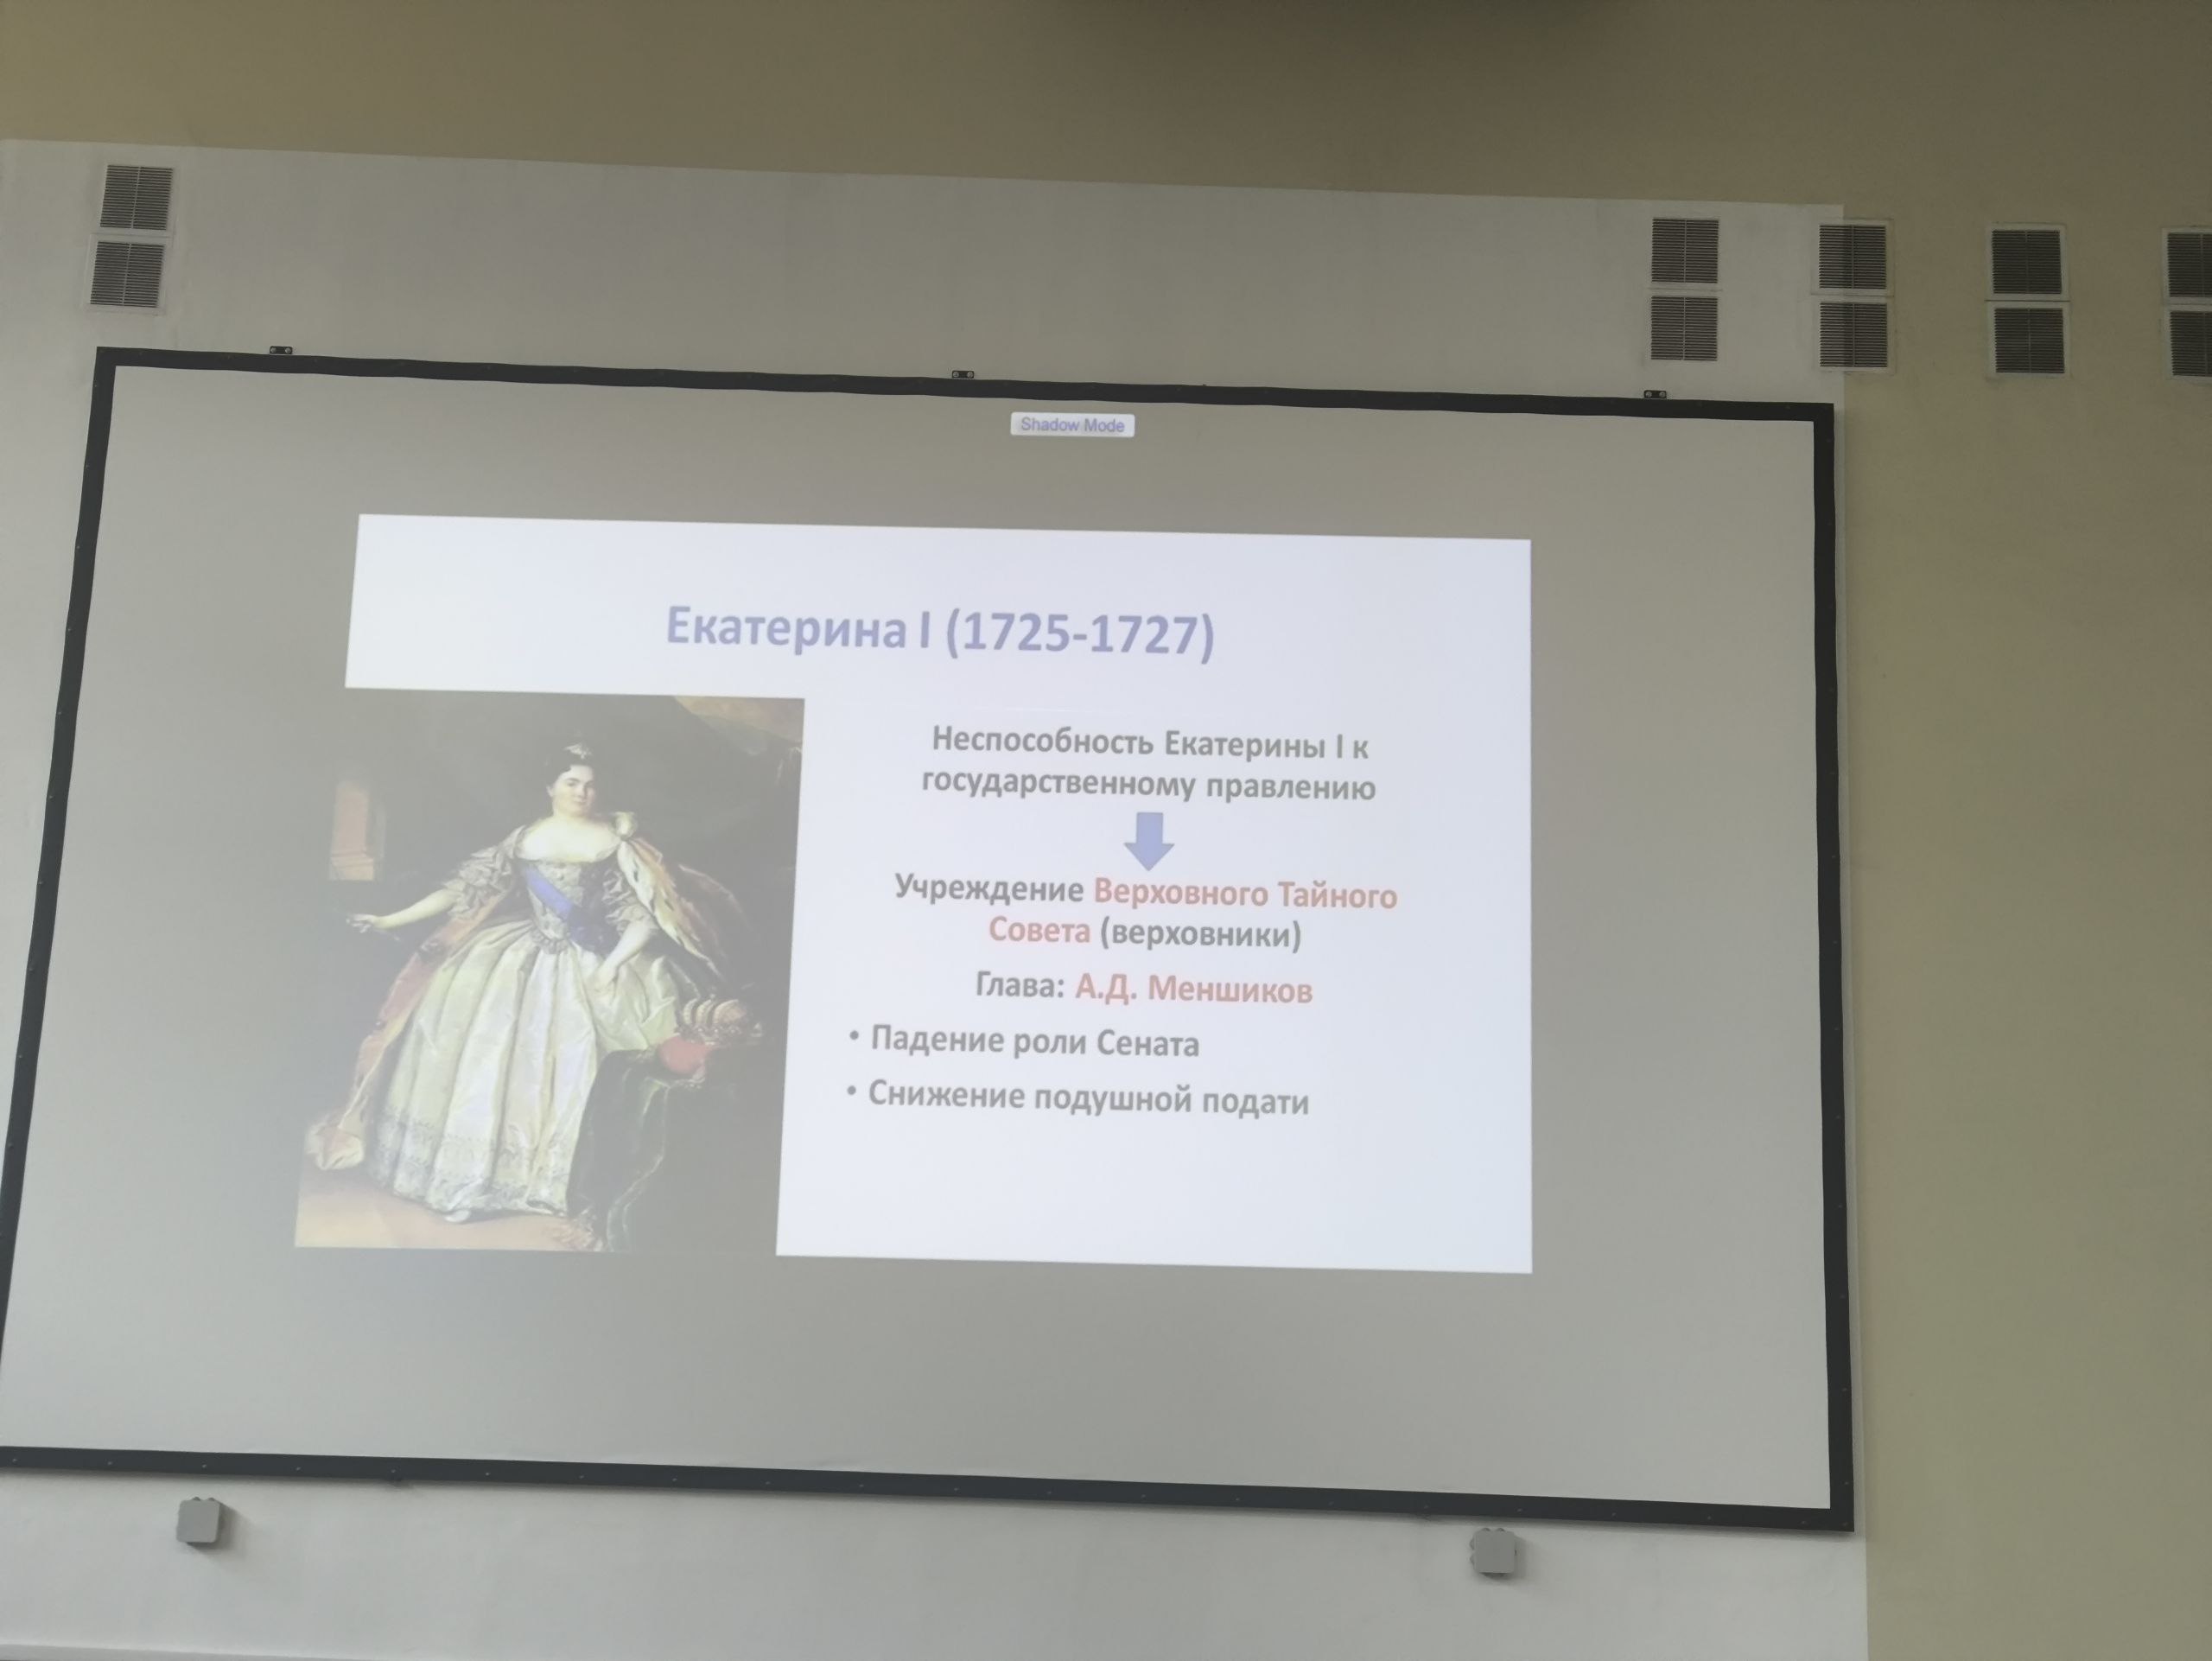 Shadow Mode
Екатерина I (1725-1727)
Неспособность Екатерины I к
государственному правлению
Учреждение Верховного Тайного
Совета (верховники)
Глава: А.Д. Меншиков
• Падение роли Сената
• Снижение подушной подати